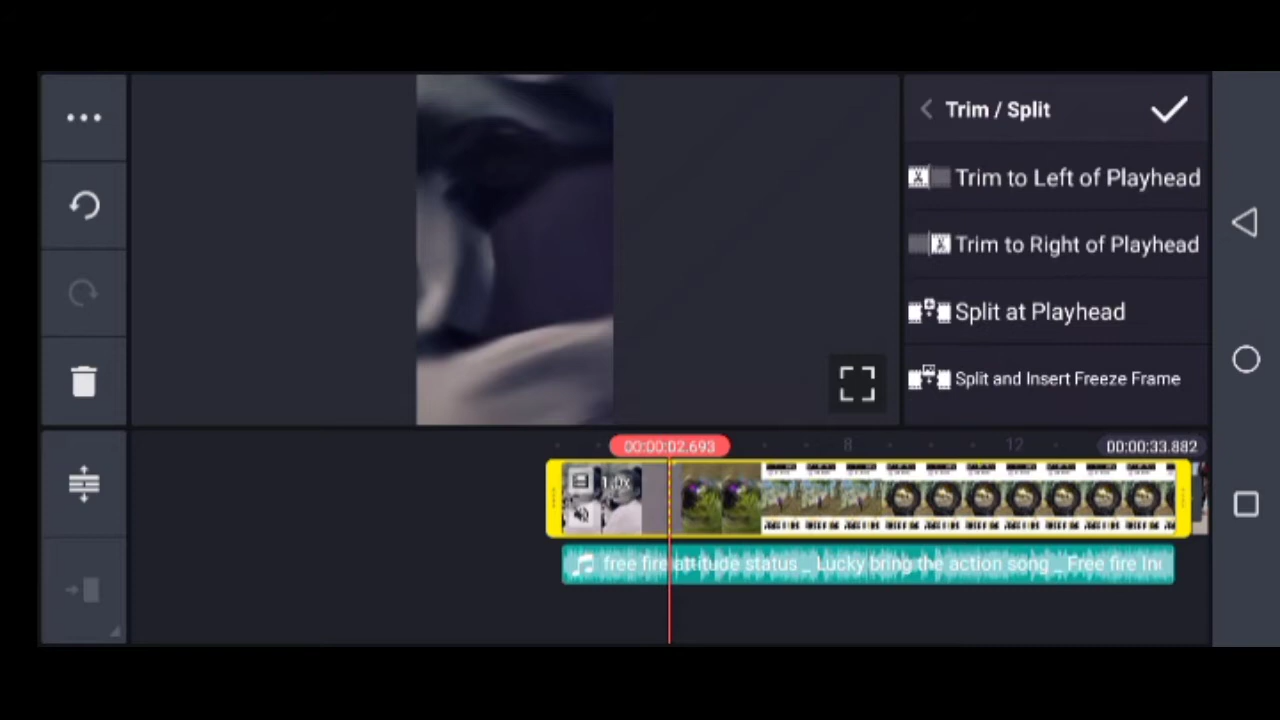 Trim / Split
Trim to Left of Playhead
Trim to Right of Playhead
Split at Playhead
Split and Insert Freeze Frame
00:00:02.693
8
12
00:00:33.882
1.0x
free fire attitude status _ Lucky bring the action song _ Free fire In